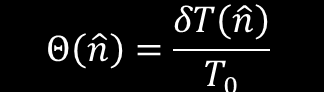 Θ(n̂) = δT(n̂) / T₀